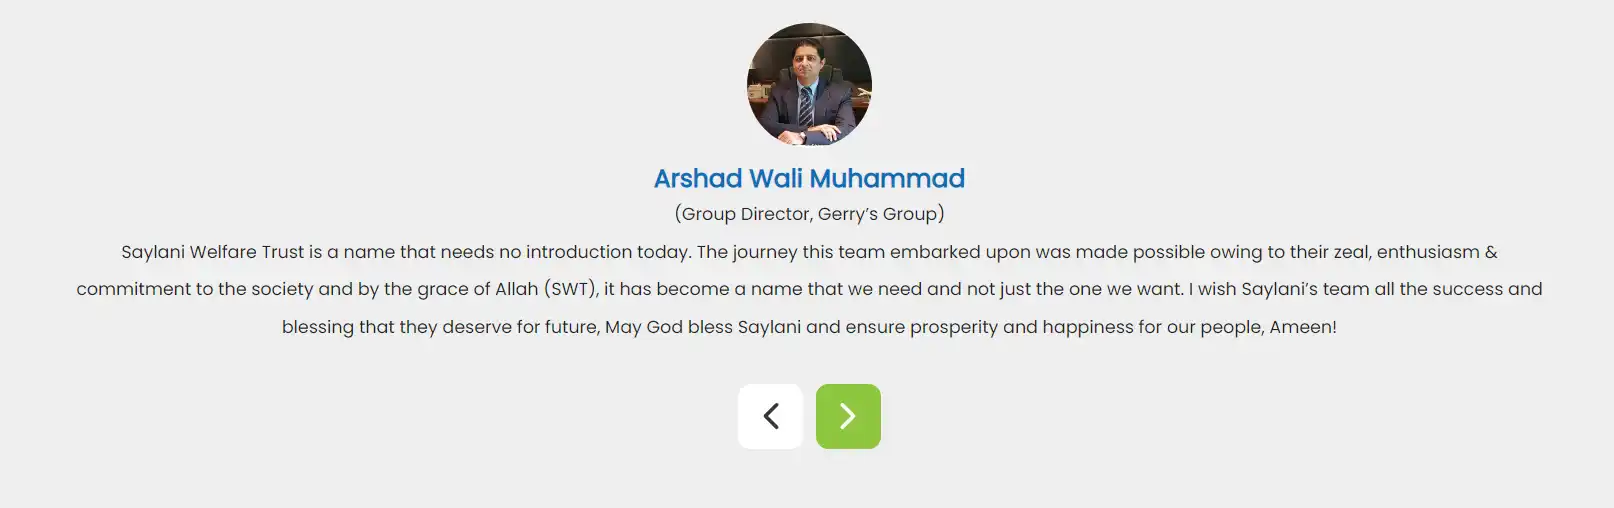 Arshad Wali Muhammad
(Group Director, Gerry’s Group)
Saylani Welfare Trust is a name that needs no introduction today. The journey this team embarked upon was made possible owing to their zeal, enthusiasm &
commitment to the society and by the grace of Allah (SWT), it has become a name that we need and not just the one we want. I wish Saylani’s team all the success and
blessing that they deserve for future, May God bless Saylani and ensure prosperity and happiness for our people, Ameen!